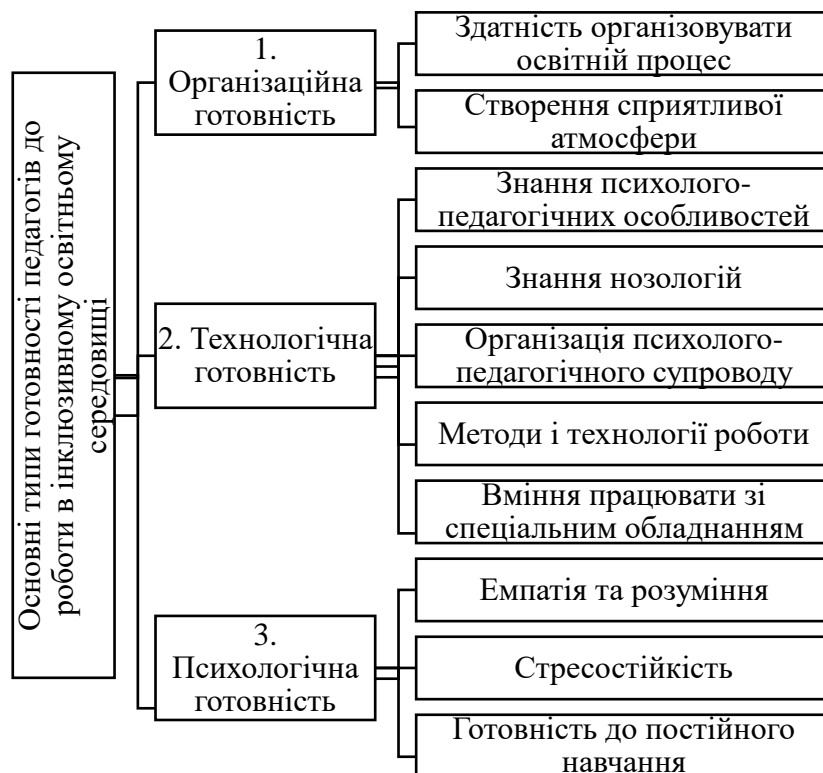 Основні типи готовності педагогів до
роботи в інклюзивному освітньому
середовищі
1.
Організаційна
готовність
Здатність організовувати
освітній процес
Створення сприятливої
атмосфери
2. Технологічна
готовність
Знання психолого-
педагогічних особливостей
Знання нозологій
Організація психолого-
педагогічного супроводу
Методи і технології роботи
Вміння працювати зі
спеціальним обладнанням
3.
Психологічна
готовність
Емпатія та розуміння
Стресостійкість
Готовність до постійного
навчання